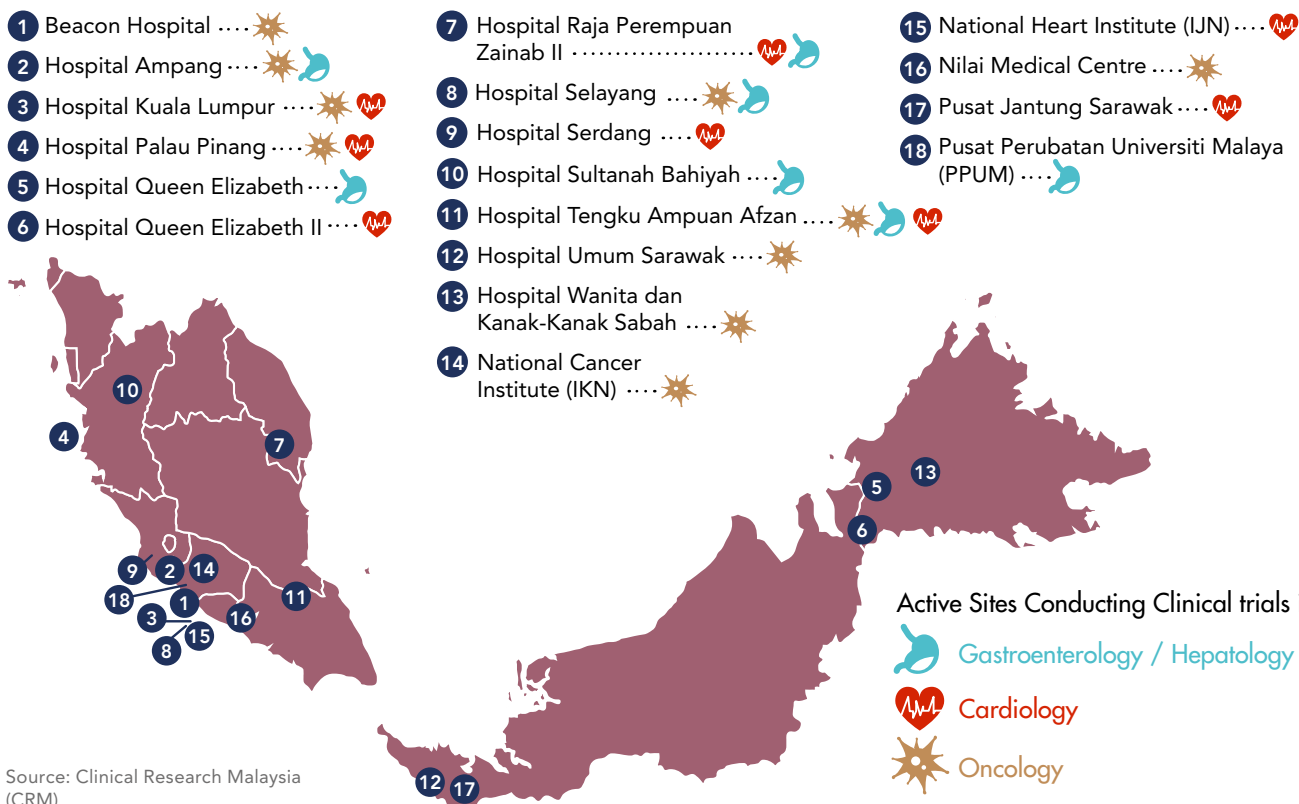 1 Beacon Hospital ....
2 Hospital Ampang ....
3 Hospital Kuala Lumpur ....
4 Hospital Palau Pinang ....
5 Hospital Queen Elizabeth ....
6 Hospital Queen Elizabeth II ....
7 Hospital Raja Perempuan
Zainab II ......................
8 Hospital Selayang ....
9 Hospital Serdang ....
10 Hospital Sultanah Bahiyah ....
11 Hospital Tengku Ampuan Afzan ....
12 Hospital Umum Sarawak ....
13 Hospital Wanita dan
Kanak-Kanak Sabah ....
14 National Cancer
Institute (IKN) ....
15 National Heart Institute (IJN) ....
16 Nilai Medical Centre ....
17 Pusat Jantung Sarawak ....
18 Pusat Perubatan Universiti Malaya
(PPUM) ....
10
4
7
9
2
14
18
1
3
15
8
16
11
5
13
6
12
17
Active Sites Conducting Clinical trials
Gastroenterology / Hepatology
Cardiology
Oncology
Source: Clinical Research Malaysia
(CRM)